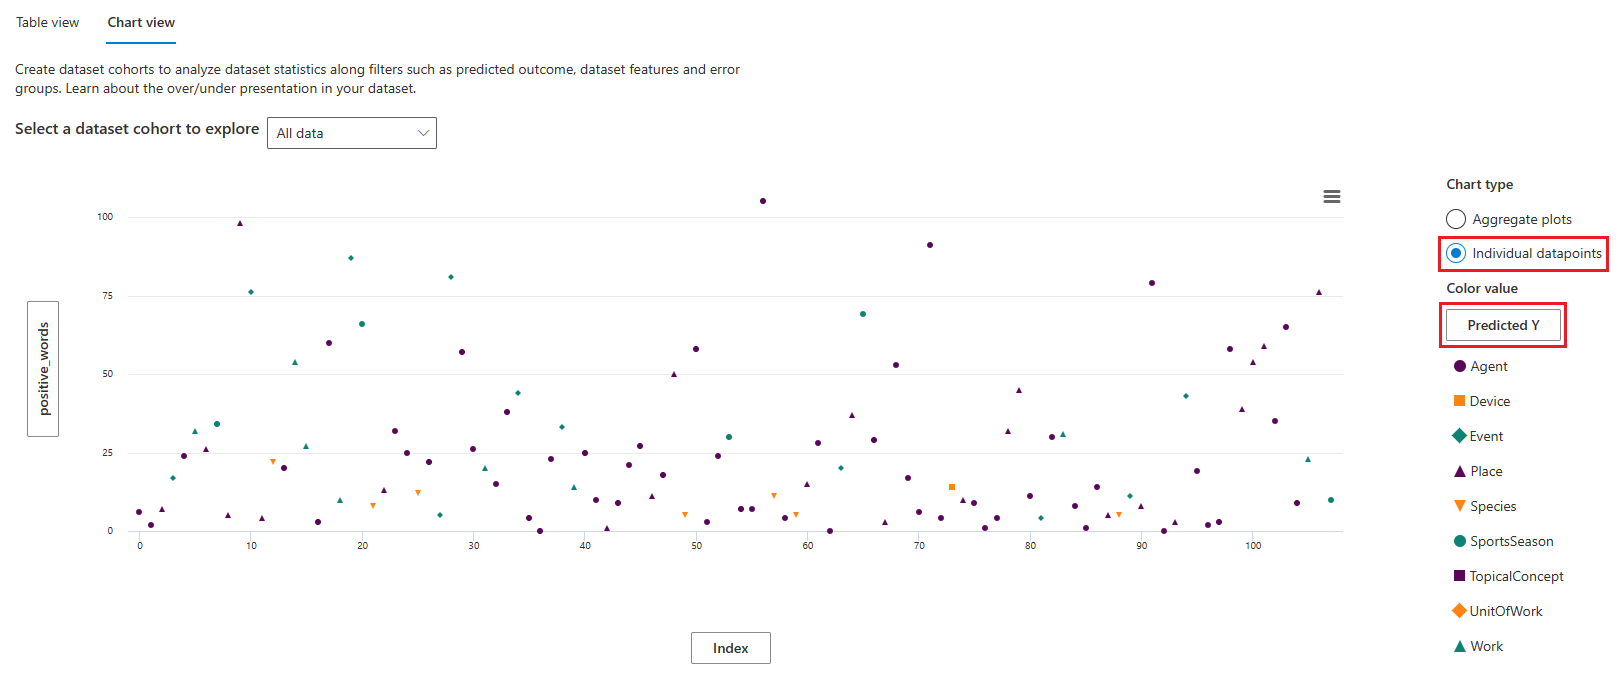 Table view
Chart view
Create dataset cohorts to analyze dataset statistics along filters such as predicted outcome, dataset features and error
groups. Learn about the over/under presentation in your dataset.
Select a dataset cohort to explore
All data
100
75
50
25
0
positive_words
0 10 20 30 40 50 60 70 80 90 100
Index
Chart type
Aggregate plots
Individual datapoints
Color value
Predicted Y
Agent
Device
Event
Place
Species
SportsSeason
TopicalConcept
UnitOfWork
Work